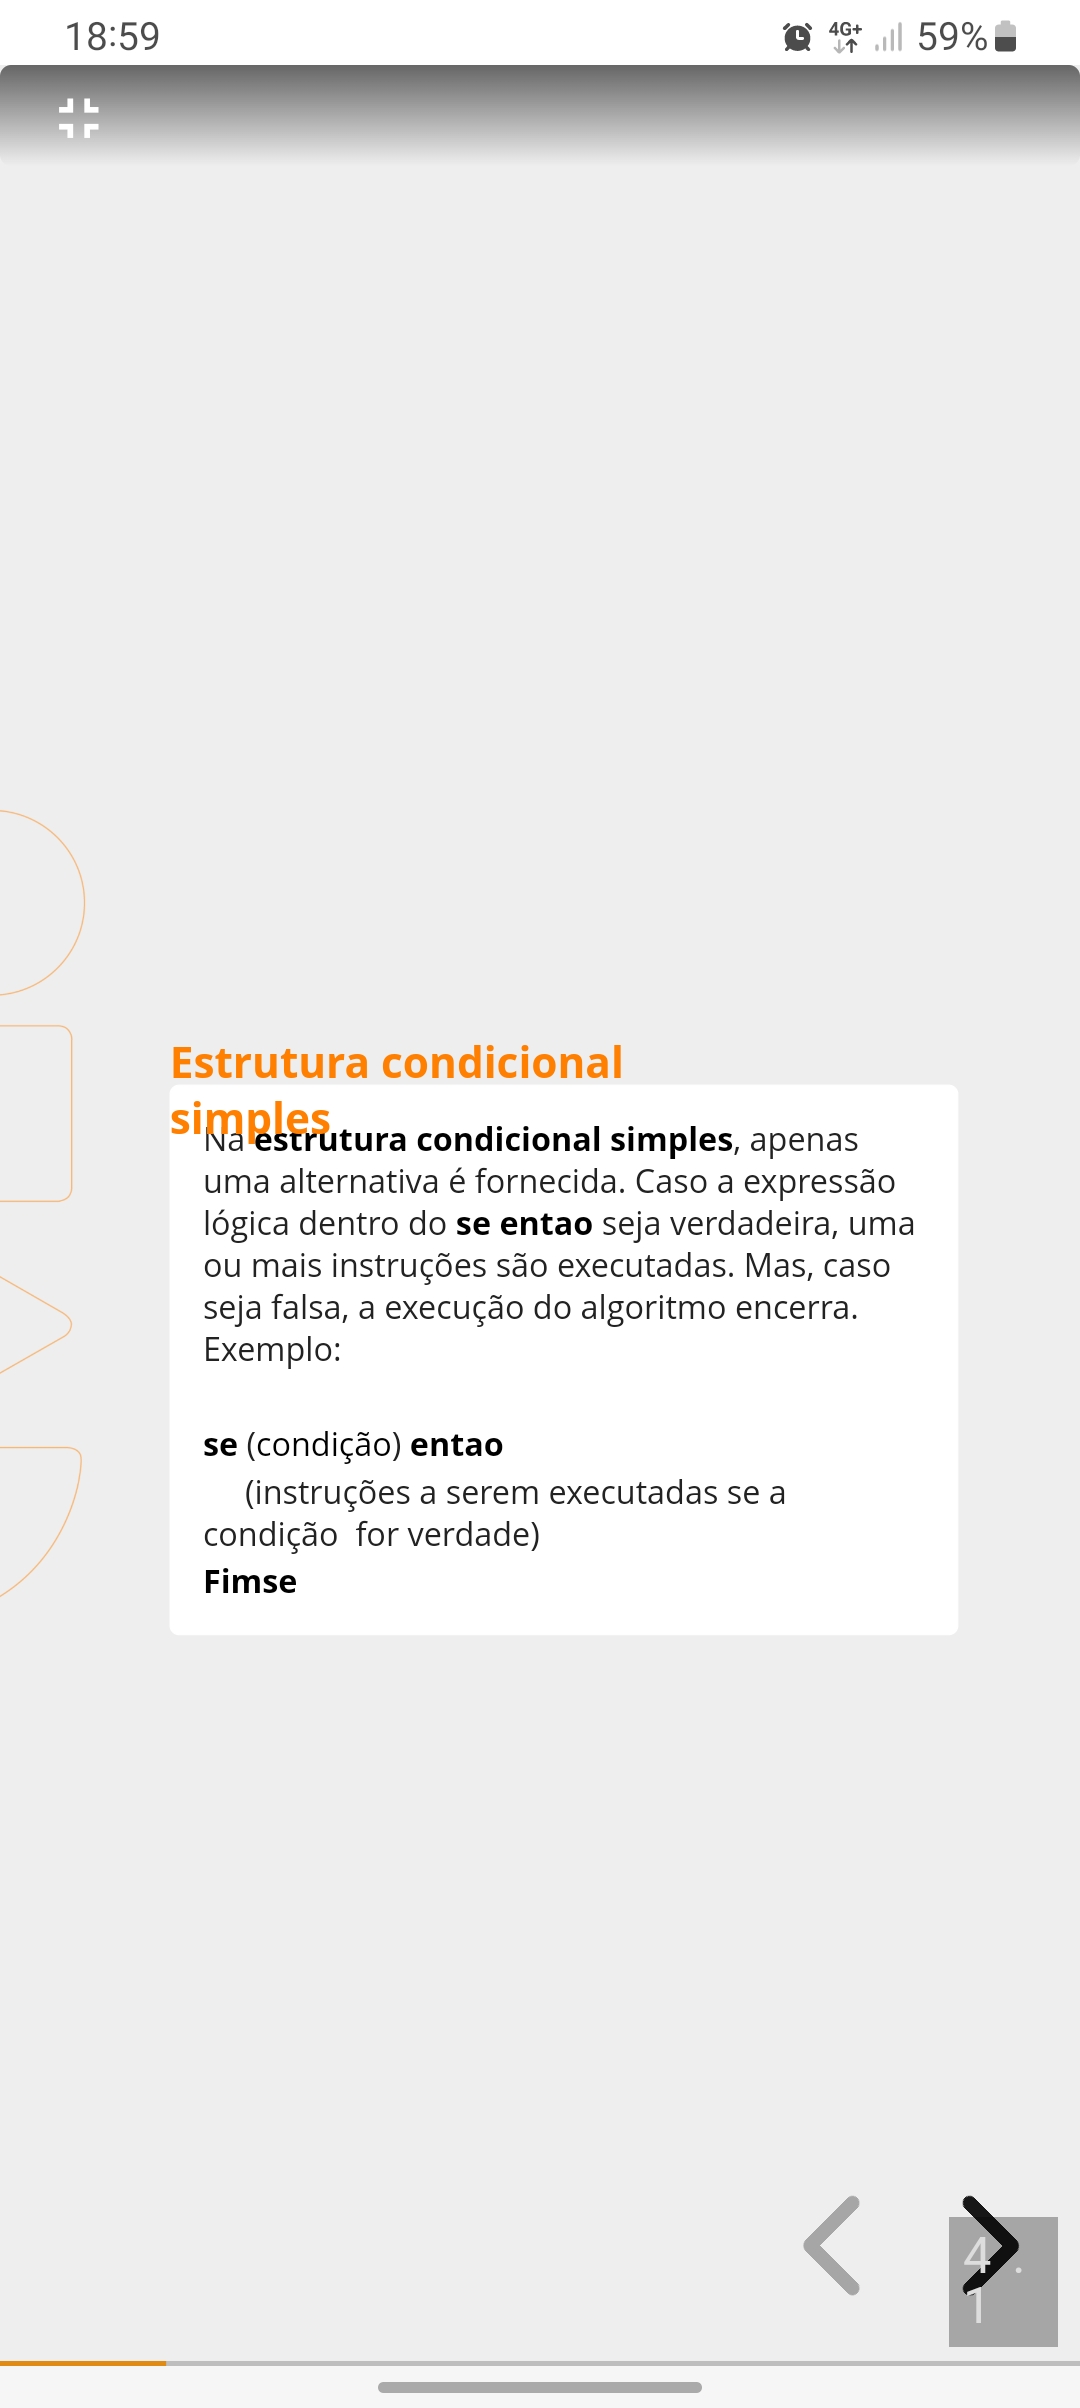 18:59
4G+ 59%
Estrutura condicional
simples
Na estrutura condicional simples, apenas
uma alternativa é fornecida. Caso a expressão
lógica dentro do se entao seja verdadeira, uma
ou mais instruções são executadas. Mas, caso
seja falsa, a execução do algoritmo encerra.
Exemplo:
se (condição) entao
(instruções a serem executadas se a
condição  for verdade)
Fimse
4 .
1